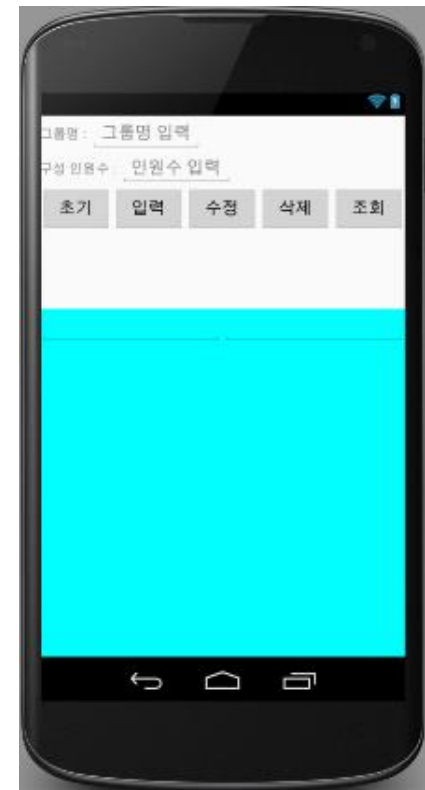 그룹명 : 그룹명 입력
구성 인원수 : 인원수 입력
초기 입력 수정 삭제 조회